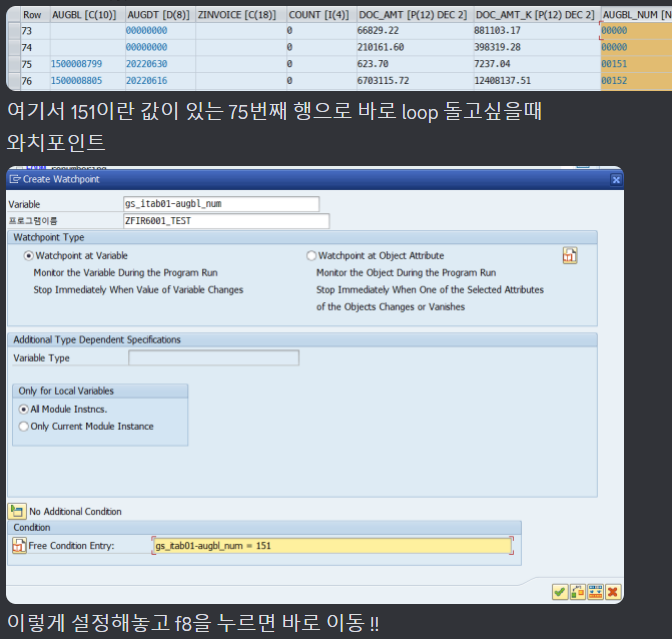 Row AUGBL [C(10)] AUGDT [D(8)] ZINVOICE [C(18)] COUNT [I(4)] DOC_AMT [P(12) DEC 2] DOC_AMT_K [P(12) DEC 2] AUGBL_NUM [N
73 00000000 0 66829.22 881103.17 00000
74 00000000 0 210161.60 398319.28 00000
75 1500008799 20220630 0 623.70 7237.04 00151
76 1500008805 20220616 0 6703115.72 12408137.51 00152
여기서 151이란 값이 있는 75번째 행으로 바로 loop 돌고싶을때
와치포인트
Create Watchpoint
Variable gs_itab01-augbl_num
프로그램이름 ZFIR6001_TEST
Watchpoint Type
Watchpoint at Variable Watchpoint at Object Attribute
Monitor the Variable During the Program Run Monitor the Object During the Program Run
Stop Immediately When Value of Variable Changes Stop Immediately When One of the Selected Attributes
of the Objects Changes or Vanishes
Additional Type Dependent Specifications
Variable Type
Only for Local Variables
All Module Instncs.
Only Current Module Instance
No Additional Condition
Condition
Free Condition Entry: gs_itab01-augbl_num = 151
이렇게 설정해놓고 f8을 누르면 바로 이동 !!